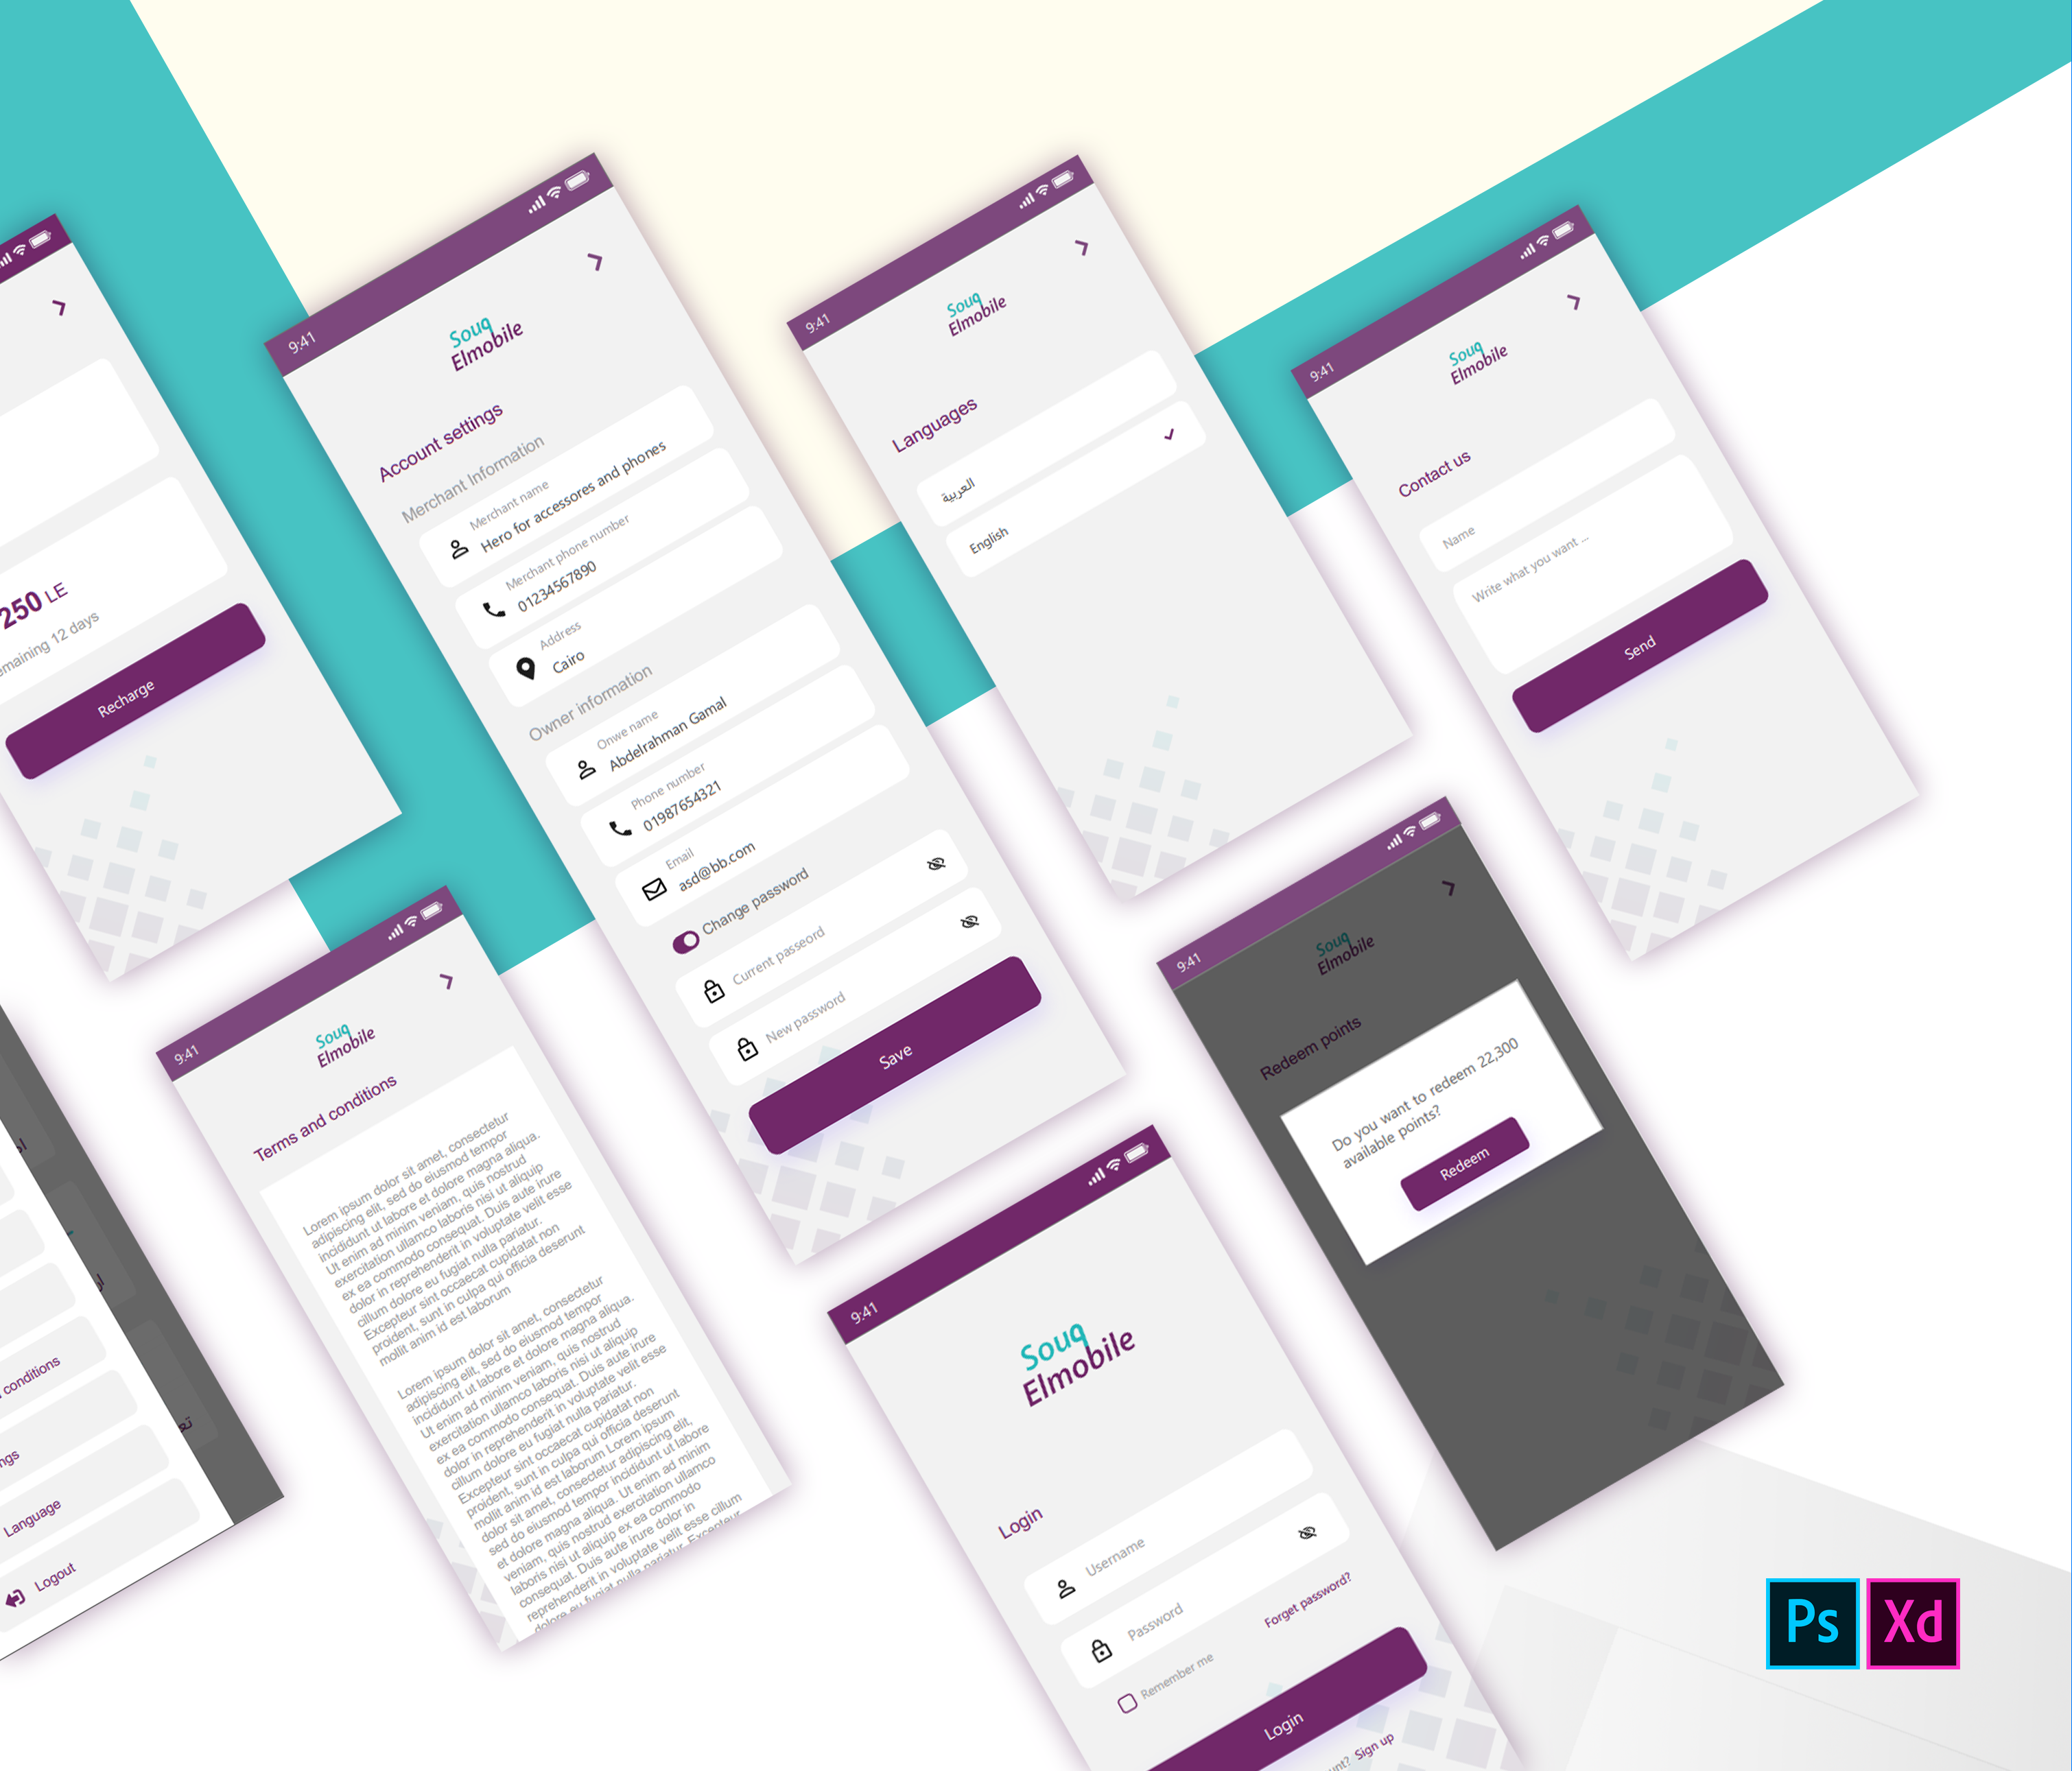 250 LE
emaining 12 days
Recharge
9:41
Souq
Elmobile
Account settings
Merchant Information
Merchant name
Hero for accessores and phones
Merchant phone number
01234567890
Address
Cairo
Owner information
Onwe name
Abdelrahman Gamal
Phone number
01987654321
Email
asd@bb.com
Change password
Current passeord
New password
Save
9:41
Souq
Elmobile
Languages
العربية
English
9:41
Souq
Elmobile
Contact us
Name
Write what you want ...
Send
conditions
ngs
Language
Logout
9:41
Souq
Elmobile
Terms and conditions
Lorem ipsum dolor sit amet, consectetur
adipiscing elit, sed do eiusmod tempor
incididunt ut labore et dolore magna aliqua.
Ut enim ad minim veniam, quis nostrud
exercitation ullamco laboris nisi ut aliquip
ex ea commodo consequat. Duis aute irure
dolor in reprehenderit in voluptate velit esse
cillum dolore eu fugiat nulla pariatur.
Excepteur sint occaecat cupidatat non
proident, sunt in culpa qui officia deserunt
mollit anim id est laborum
Lorem ipsum dolor sit amet, consectetur
adipiscing elit, sed do eiusmod tempor
incididunt ut labore et dolore magna aliqua.
Ut enim ad minim veniam, quis nostrud
exercitation ullamco laboris nisi ut aliquip
ex ea commodo consequat. Duis aute irure
dolor in reprehenderit in voluptate velit esse
cillum dolore eu fugiat nulla pariatur.
Excepteur sint occaecat cupidatat non
proident, sunt in culpa qui officia deserunt
mollit anim id est laborum Lorem ipsum
dolor sit amet, consectetur adipiscing elit,
sed do eiusmod tempor incididunt ut labore
et dolore magna aliqua. Ut enim ad minim
veniam, quis nostrud exercitation ullamco
laboris nisi ut aliquip ex ea commodo
consequat. Duis aute irure dolor in
reprehenderit in voluptate velit esse cillum
dolore eu fugiat nulla pariatur. Excepteur
9:41
Souq
Elmobile
Login
Username
Password
Forget password?
Remember me
Login
unt? Sign up
9:41
Souq
Elmobile
Redeem points
Do you want to redeem 22,300
available points?
Redeem
Ps
Xd